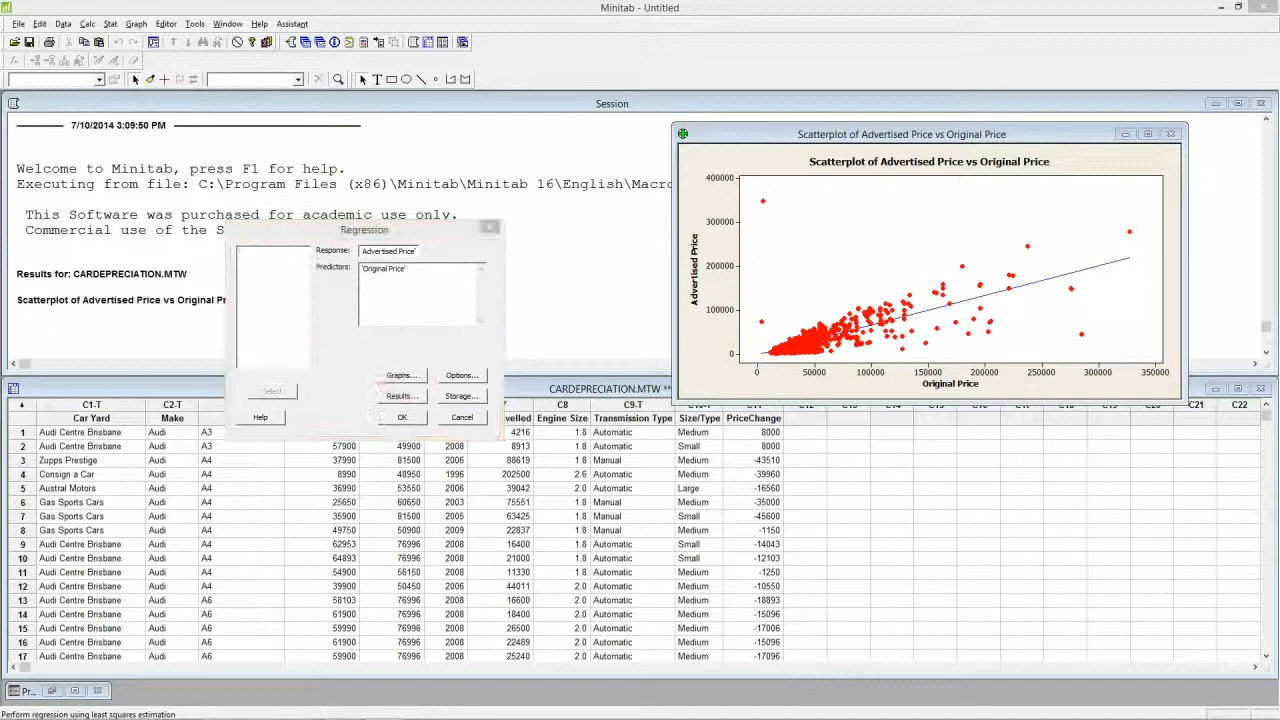 Minitab - Untitled
File Edit Data Calc Stat Graph Editor Tools Window Help Assistant
Session
7/10/2014 3:09:50 PM
Welcome to Minitab, press F1 for help.
Executing from file: C:\Program Files (x86)\Minitab\Minitab 16\English\Macro
This Software was purchased for academic use only.
Commercial use of the S
Results for: CARDEPRECIATION.MTW
Scatterplot of Advertised Price vs Original Pr
Regression
Response: Advertised Price'
Predictors: 'Original Price'
Select
Graphs... Options...
Results... Storage...
Help OK Cancel
Scatterplot of Advertised Price vs Original Price
Scatterplot of Advertised Price vs Original Price
Advertised Price
400000
300000
200000
100000
0
0 50000 100000 150000 200000 250000 300000 350000
Original Price
CARDEPRECIATION.MTW **
C1-T C2-T C8 C9-T C12 C13 C14 C15 C16 C17 C18 C19 C20 C21 C22
Car Yard Make velled Engine Size Transmission Type Size/Type PriceChange
Audi Centre Brisbane Audi A3 4216 1.8 Automatic Medium 8000
2 Audi Centre Brisbane Audi A3 57900 49900 2008 8913 1.8 Automatic Small 8000
3 Zupps Prestige Audi A4 37990 81500 2006 88619 1.8 Manual Medium -43510
4 Consign a Car Audi A4 8990 48950 1996 202500 2.6 Automatic Medium -39960
5 Austral Motors Audi A4 36990 53550 2006 39042 2.0 Automatic Large -16560
6 Gas Sports Cars Audi A4 25650 60650 2003 75551 1.8 Manual Medium -35000
7 Gas Sports Cars Audi A4 35900 81500 2005 63425 1.8 Manual Small -45600
8 Gas Sports Cars Audi A4 49750 50900 2009 22837 1.8 Manual Medium -1150
9 Audi Centre Brisbane Audi A4 62953 76996 2008 16400 1.8 Automatic Small -14043
10 Audi Centre Brisbane Audi A4 64893 76996 2008 21000 1.8 Automatic Small -12103
11 Audi Centre Brisbane Audi A4 54900 56150 2008 11330 1.8 Automatic Medium -1250
12 Audi Centre Brisbane Audi A4 39900 50450 2008 44011 2.0 Automatic Medium -10550
13 Audi Centre Brisbane Audi A6 58103 76996 2008 16600 2.0 Automatic Medium -18893
14 Audi Centre Brisbane Audi A6 61900 76996 2008 18400 2.0 Automatic Medium -15096
15 Audi Centre Brisbane Audi A6 59990 76996 2008 26500 2.0 Automatic Medium -17006
16 Audi Centre Brisbane Audi A6 61900 76996 2008 22489 2.0 Automatic Medium -15096
17 Audi Centre Brisbane Audi A6 59900 76996 2008 25240 2.0 Automatic Medium -17096
Pr...
Perform regression using least squares estimation